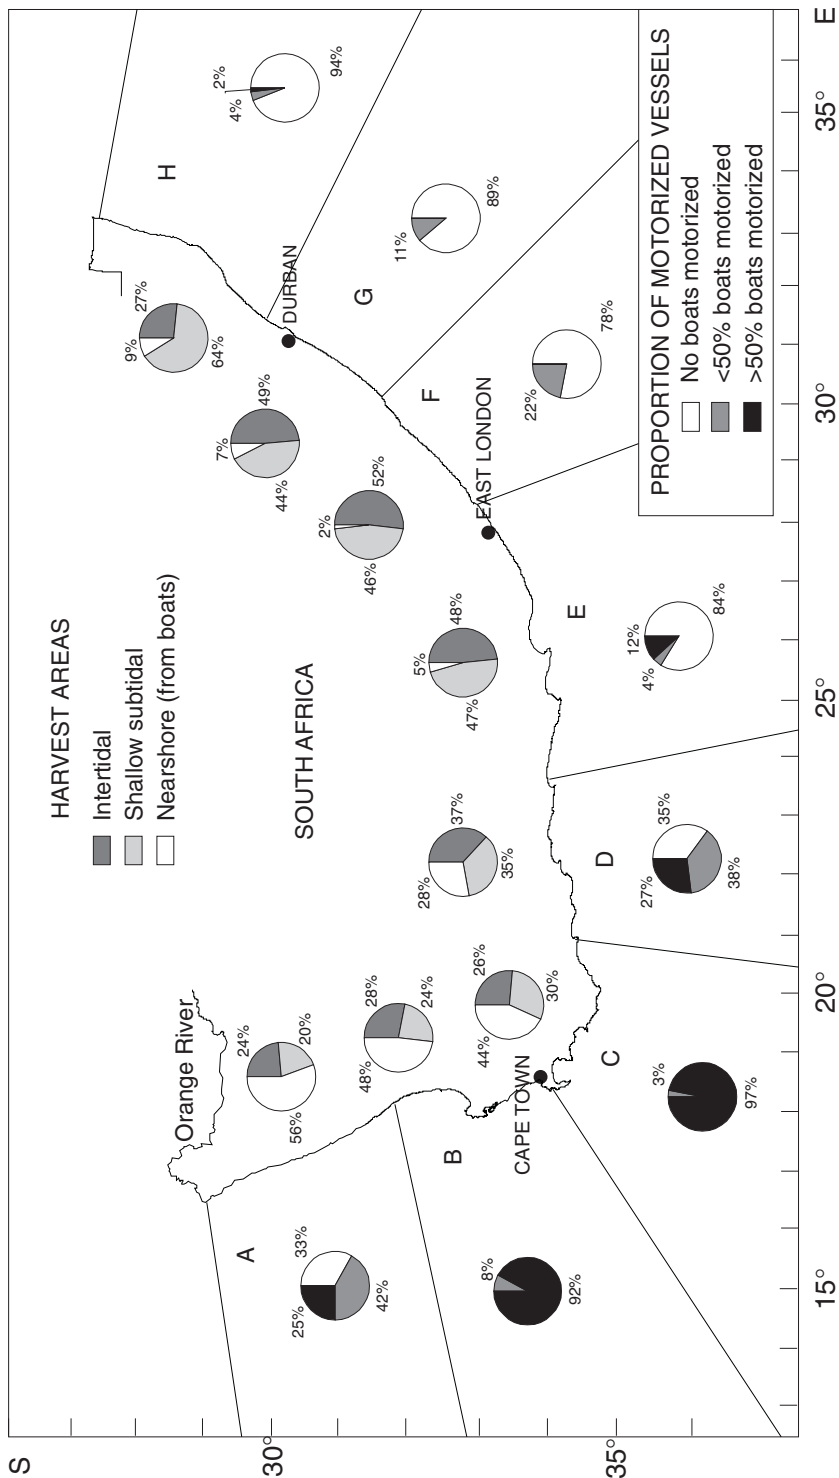 S
HARVEST AREAS
Intertidal
Shallow subtidal
Nearshore (from boats)
SOUTH AFRICA
Orange River
24%
20%
56%
28%
24%
48%
26%
30%
44%
37%
35%
28%
48%
47%
5%
52%
46%
2%
49%
44%
7%
27%
64%
9%
CAPE TOWN
EAST LONDON
DURBAN
A
33%
42%
25%
B
8%
92%
C
3%
97%
D
35%
38%
27%
E
12%
4%
84%
F
22%
78%
G
11%
89%
H
2%
4%
94%
PROPORTION OF MOTORIZED VESSELS
No boats motorized
<50% boats motorized
>50% boats motorized
30°
35°
15°
20°
25°
30°
35°
E